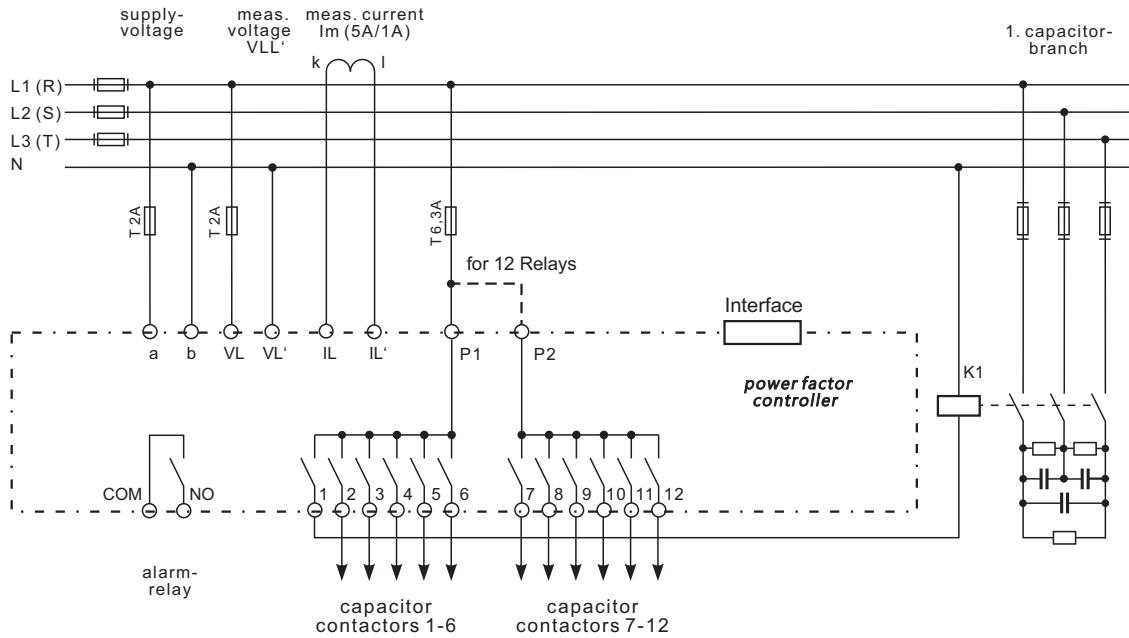 supply-
voltage
meas.
voltage
VLL‘
meas. current
Im (5A/1A)
k
l
1. capacitor-
branch
L1 (R)
L2 (S)
L3 (T)
N
T 2A
T 2A
T 6,3A
for 12 Relays
Interface
a
b
VL
VL‘
IL
IL‘
P1
P2
K1
power factor
controller
COM
NO
1
2
3
4
5
6
7
8
9
10
11
12
alarm-
relay
capacitor
contactors 1-6
capacitor
contactors 7-12